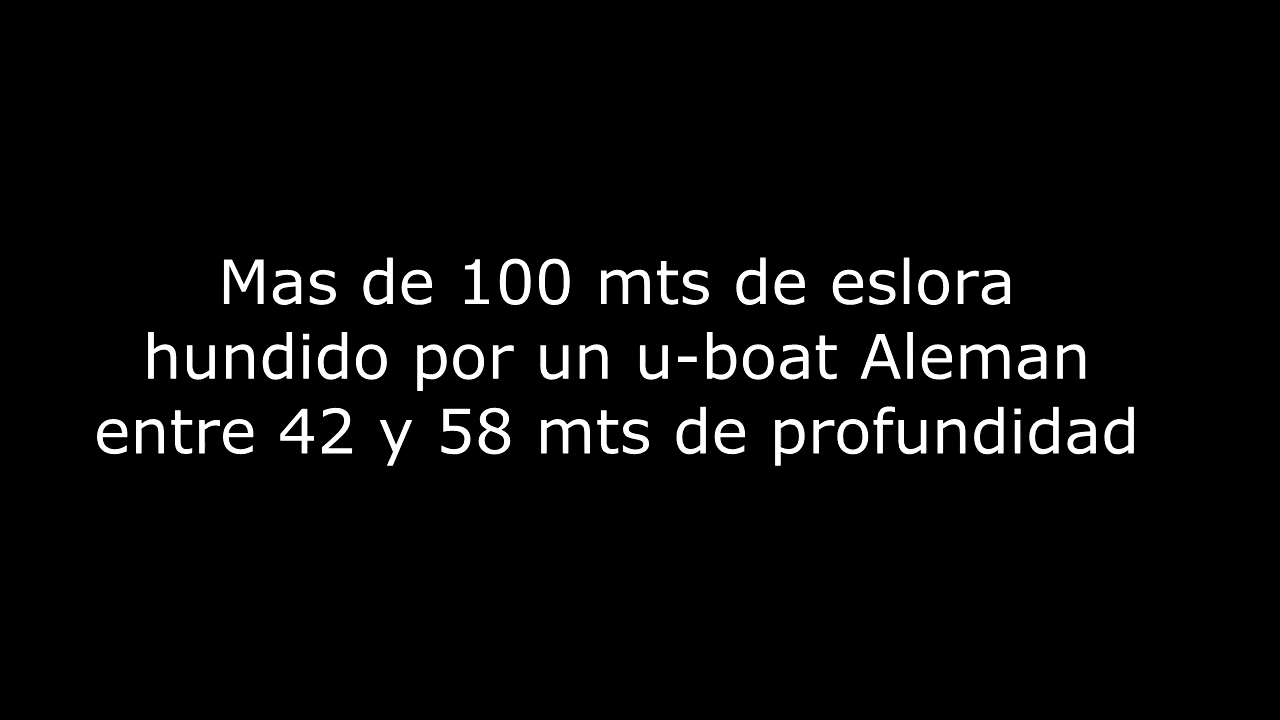 Mas de 100 mts de eslora
hundido por un u-boat Aleman
entre 42 y 58 mts de profundidad